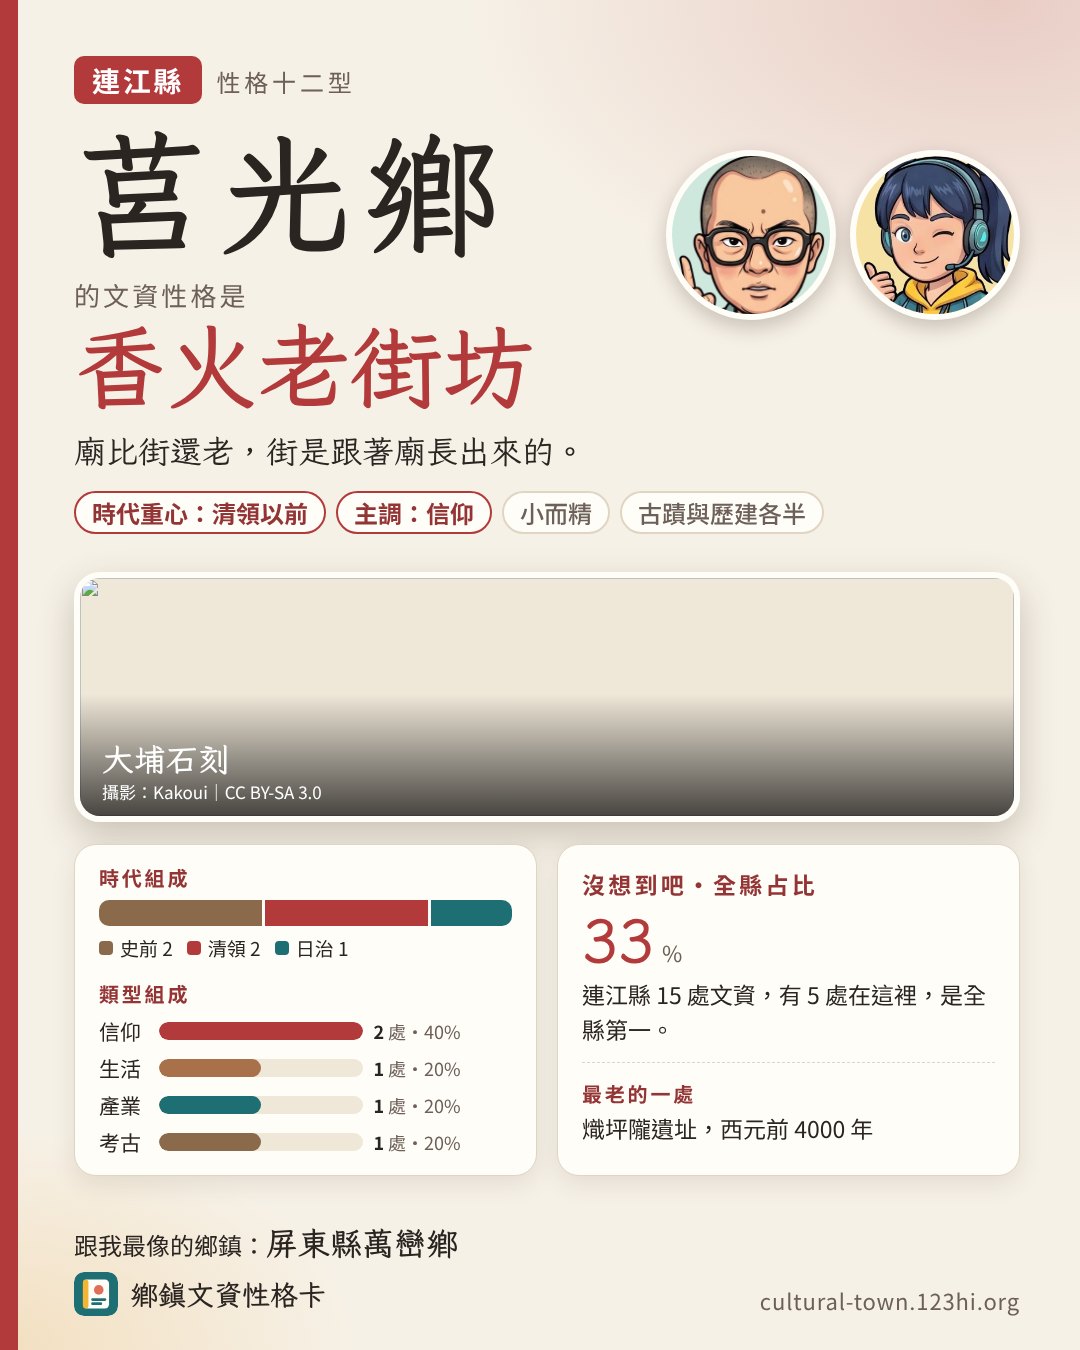 連江縣 性格十二型
莒光鄉
的文資性格是
香火老街坊
廟比街還老，街是跟著廟長出來的。
時代重心：清領以前 主調：信仰 小而精 古蹟與歷建各半
大埔石刻
攝影：Kakoui｜CC BY-SA 3.0
時代組成
史前 2 清領 2 日治 1
類型組成
信仰 2 處・40%
生活 1 處・20%
產業 1 處・20%
考古 1 處・20%
沒想到吧・全縣占比
33 %
連江縣 15 處文資，有 5 處在這裡，是全
縣第一。
最老的一處
熾坪隴遺址，西元前 4000 年
跟我最像的鄉鎮：屏東縣萬巒鄉
鄉鎮文資性格卡
cultural-town.123hi.org